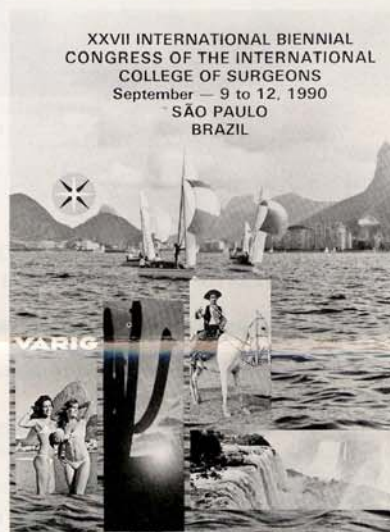 XXVII INTERNATIONAL BIENNIAL
CONGRESS OF THE INTERNATIONAL
COLLEGE OF SURGEONS
September — 9 to 12, 1990
SÃO PAULO
BRAZIL
VARIG